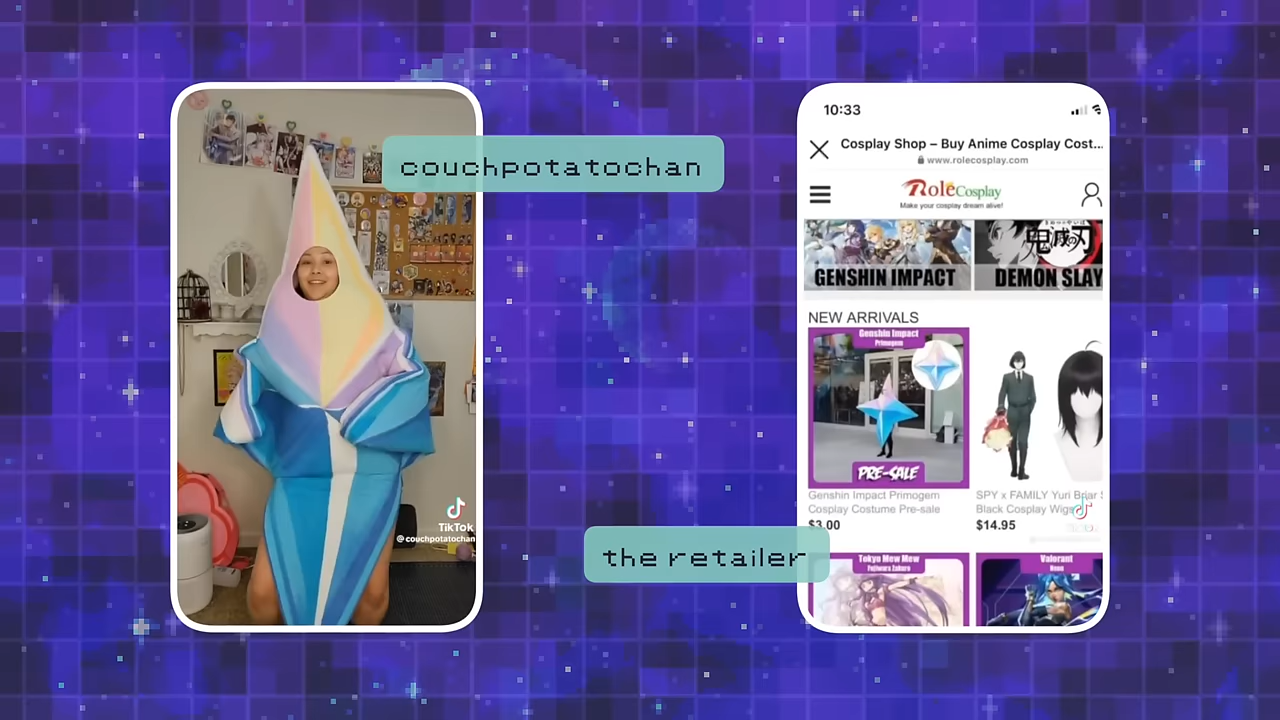 couchpotatochan
TikTok
@couchpotatochan
the retailer
10:33
Cosplay Shop – Buy Anime Cosplay Cost...
www.rolecosplay.com
RoleCosplay
Make your cosplay dream alive!
GENSHIN IMPACT
鬼滅の刃
DEMON SLAY
NEW ARRIVALS
Genshin Impact
Primogem
PRE-SALE
Genshin Impact Primogem
Cosplay Costume Pre-sale
$3.00
SPY x FAMILY Yuri Briar S
Black Cosplay Wigs
$14.95
Tokyo Mew Mew
Fujiwara Zakuro
Valorant
Neon